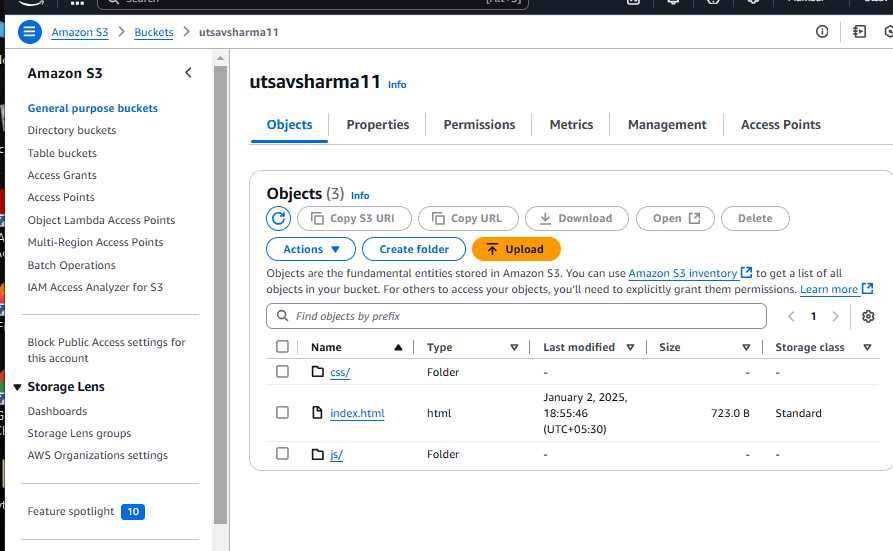 Search
[Alt+S]
Amazon S3 > Buckets > utsavsharma11
Amazon S3
General purpose buckets
Directory buckets
Table buckets
Access Grants
Access Points
Object Lambda Access Points
Multi-Region Access Points
Batch Operations
IAM Access Analyzer for S3
Block Public Access settings for
this account
Storage Lens
Dashboards
Storage Lens groups
AWS Organizations settings
Feature spotlight 10
utsavsharma11 Info
Objects Properties Permissions Metrics Management Access Points
Objects (3) Info
Copy S3 URI Copy URL Download Open Delete
Actions Create folder Upload
Objects are the fundamental entities stored in Amazon S3. You can use Amazon S3 inventory to get a list of all
objects in your bucket. For others to access your objects, you'll need to explicitly grant them permissions. Learn more
Find objects by prefix
1
Name Type Last modified Size Storage class
css/ Folder - - -
index.html html January 2, 2025, 18:55:46 (UTC+05:30) 723.0 B Standard
js/ Folder - - -